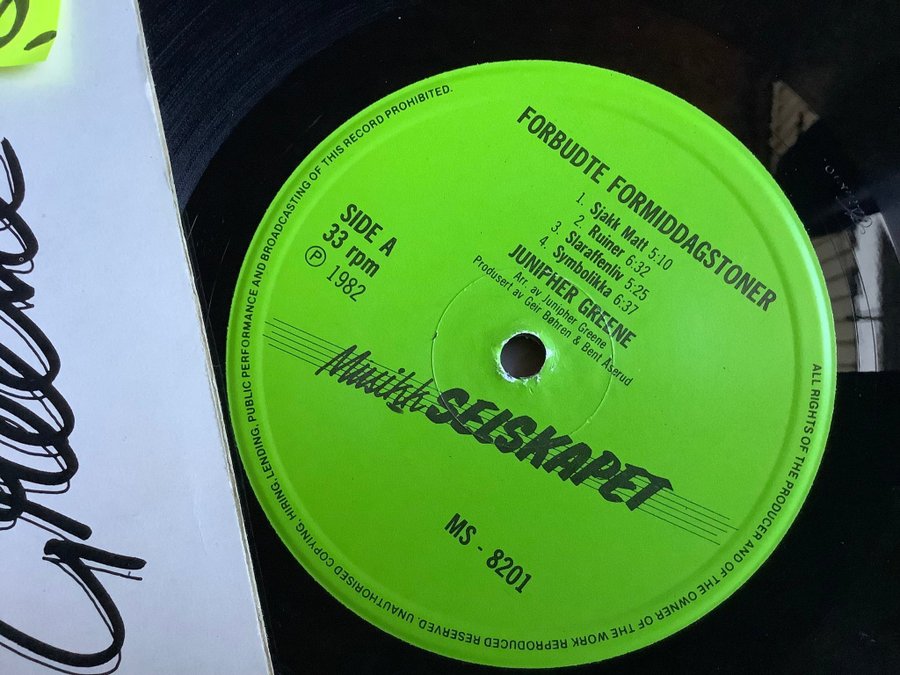 FORBUDTE FORMIDDAGSTONER
1. Sjakk Matt 5:10
2. Ruiner 6:32
3. Slaraffenliv 5:25
4. Symbolikka 6:37
JUNIPHER GREENE
Arr. av Junipher Greene
Produsert av Geir Bøhren & Bent Åserud
SIDE A
33 rpm
Ⓟ 1982
Musikk SELSKAPET
MS - 8201
ALL RIGHTS OF THE PRODUCER AND OF THE OWNER OF THE WORK REPRODUCED RESERVED. UNAUTHORISED COPYING, HIRING, LENDING, PUBLIC PERFORMANCE AND BROADCASTING OF THIS RECORD PROHIBITED.